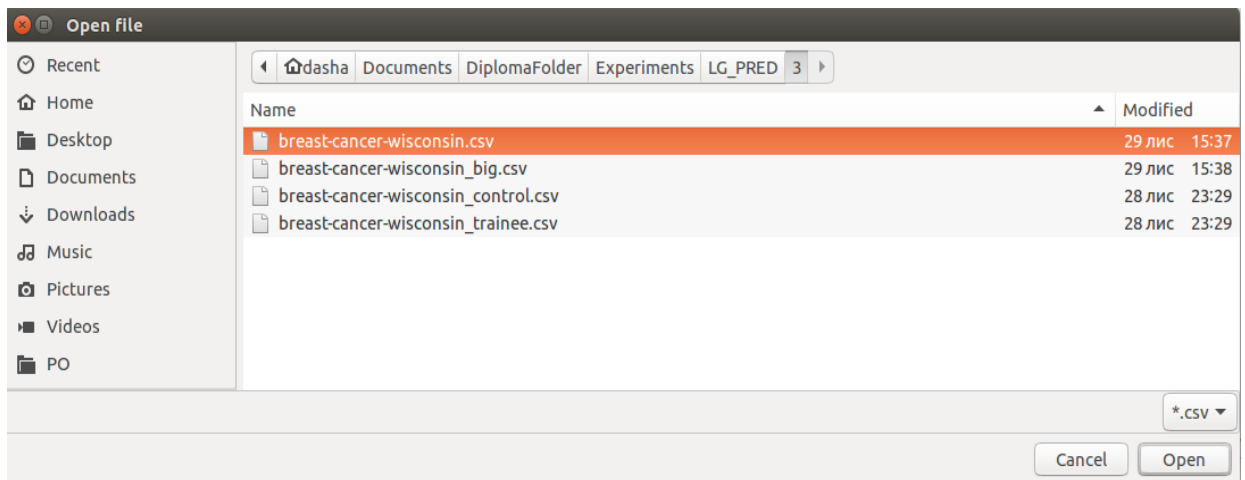 Open file
Recent
Home
Desktop
Documents
Downloads
Music
Pictures
Videos
PO
dasha Documents DiplomaFolder Experiments LG_PRED 3
Name Modified
breast-cancer-wisconsin.csv 29 лис 15:37
breast-cancer-wisconsin_big.csv 29 лис 15:38
breast-cancer-wisconsin_control.csv 28 лис 23:29
breast-cancer-wisconsin_trainee.csv 28 лис 23:29
*.csv
Cancel Open